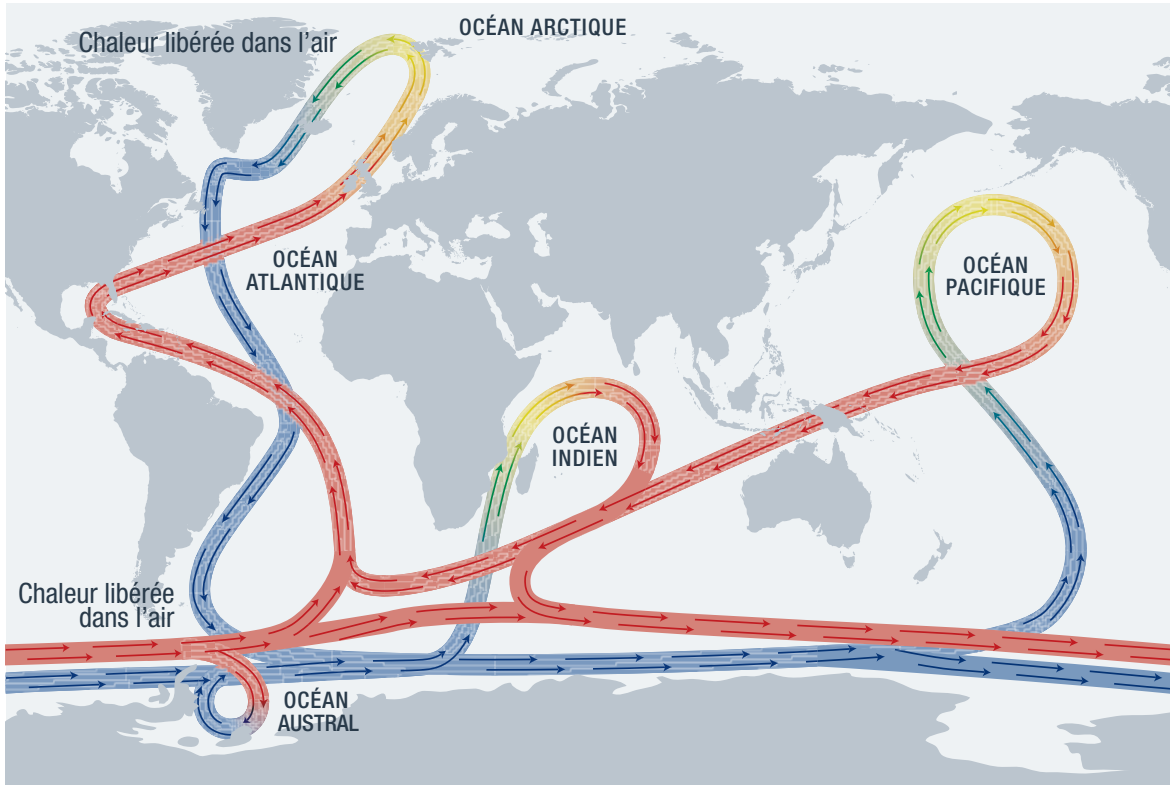 OCÉAN ARCTIQUE
Chaleur libérée dans l'air
OCÉAN
ATLANTIQUE
OCÉAN
PACIFIQUE
OCÉAN
INDIEN
Chaleur libérée
dans l'air
OCÉAN
AUSTRAL